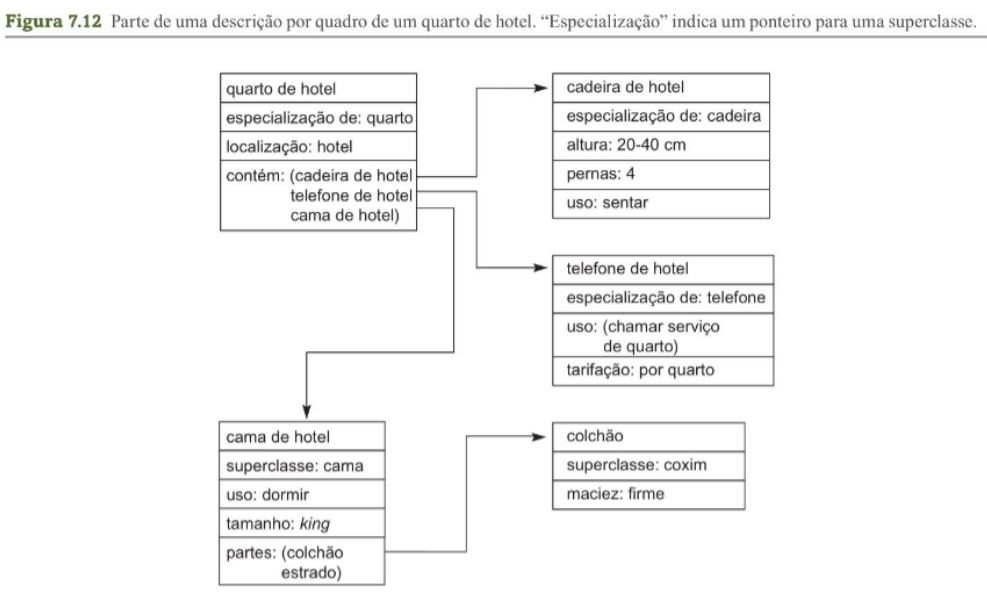 Figura 7.12 Parte de uma descrição por quadro de um quarto de hotel. “Especialização” indica um ponteiro para uma superclasse.
quarto de hotel
especialização de: quarto
localização: hotel
contém: (cadeira de hotel
telefone de hotel
cama de hotel)
cadeira de hotel
especialização de: cadeira
altura: 20-40 cm
pernas: 4
uso: sentar
telefone de hotel
especialização de: telefone
uso: (chamar serviço
de quarto)
tarifação: por quarto
cama de hotel
superclasse: cama
uso: dormir
tamanho: king
partes: (colchão
estrado)
colchão
superclasse: coxim
maciez: firme